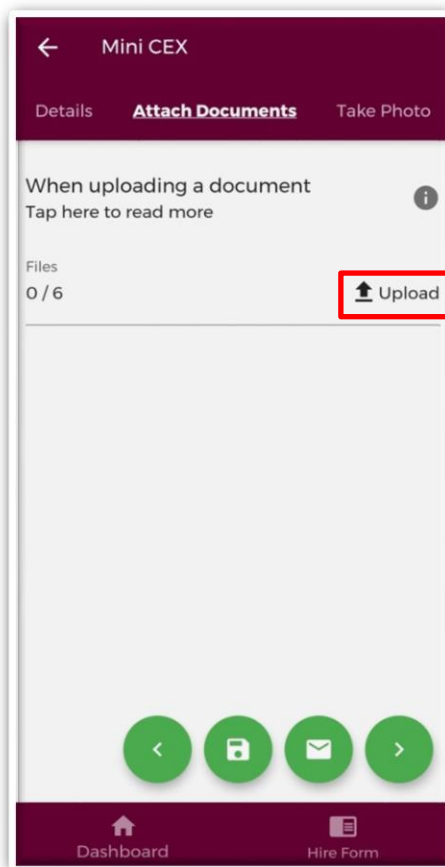 Mini CEX
Details Attach Documents Take Photo
When uploading a document
Tap here to read more
Files
0 / 6 Upload
Dashboard Hire Form